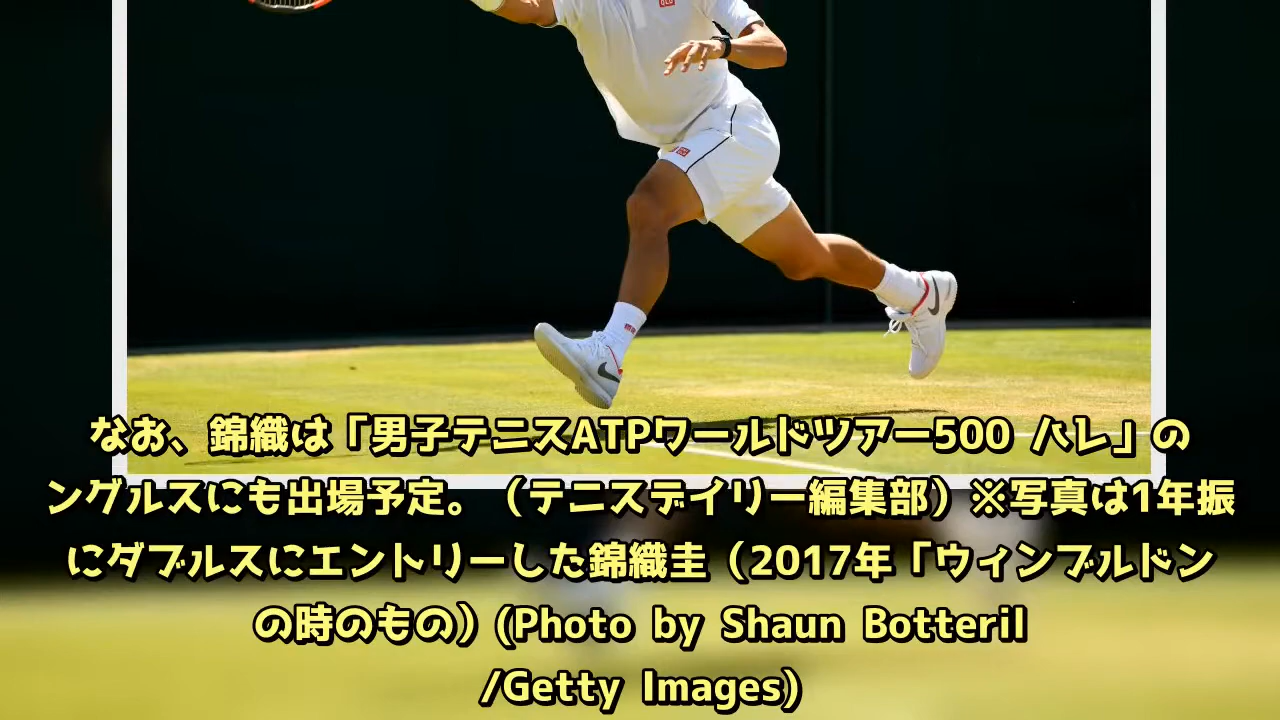 なお、錦織は「男子テニスATPワールドツアー500 ハレ」の
ングルスにも出場予定。（テニスデイリー編集部）※写真は1年振
にダブルスにエントリーした錦織圭（2017年「ウィンブルドン
の時のもの）(Photo by Shaun Botteril
/Getty Images)